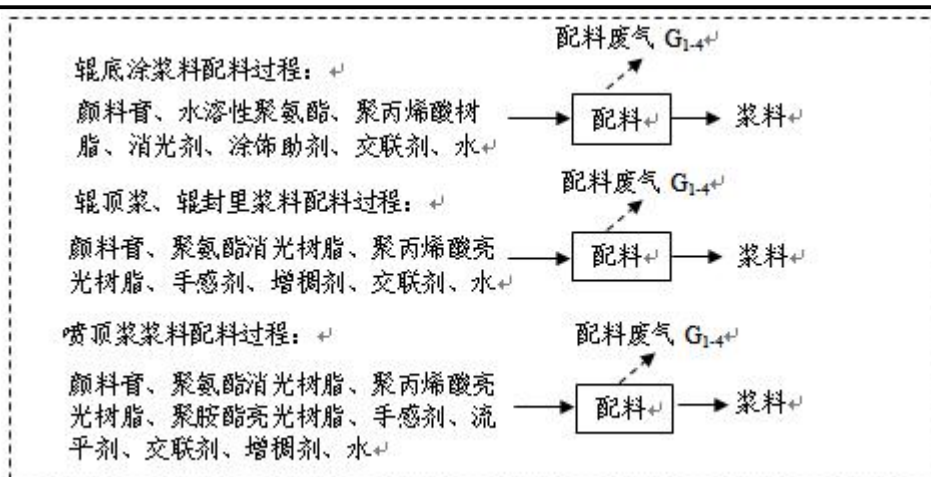 配料废气 G1-4↵
辊底涂浆料配料过程：↵
颜料膏、水溶性聚氨酯、聚丙烯酸树
脂、消光剂、涂饰助剂、交联剂、水↵
配料↵
浆料↵
配料废气 G1-4↵
辊顶浆、辊封里浆料配料过程：↵
颜料膏、聚氨酯消光树脂、聚丙烯酸亮
光树脂、手感剂、增稠剂、交联剂、水↵
配料↵
浆料↵
喷顶浆浆料配料过程：↵
配料废气 G1-4↵
颜料膏、聚氨酯消光树脂、聚丙烯酸亮
光树脂、聚胺酯亮光树脂、手感剂、流
平剂、交联剂、增稠剂、水↵
配料↵
浆料↵